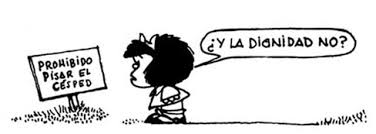 PROHIBIDO
PISAR EL
CÉSPED
¿Y LA DIGNIDAD NO?